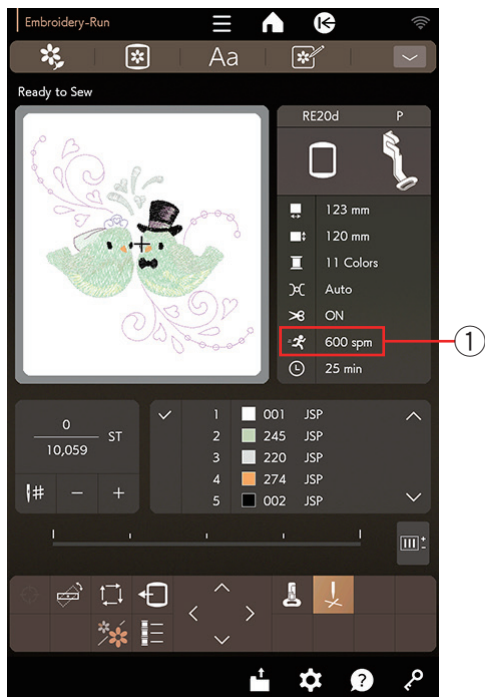 Embroidery-Run
Aa
Ready to Sew
RE20d P
123 mm
120 mm
11 Colors
Auto
ON
600 spm
1
25 min
0
10,059
ST
1 001 JSP
2 245 JSP
3 220 JSP
4 274 JSP
5 002 JSP
# − +
?